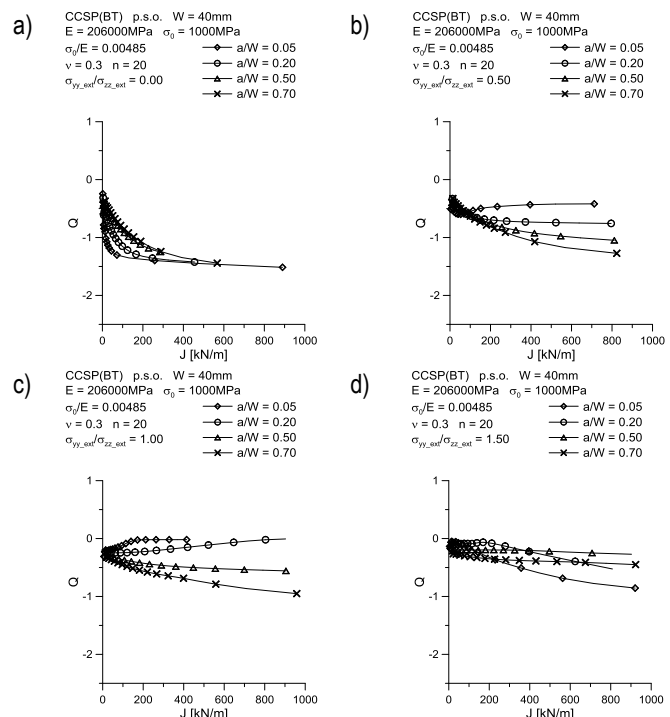 a)
CCSP(BT) p.s.o. W = 40mm
E = 206000MPa σ0 = 1000MPa
σ0/E = 0.00485
ν = 0.3 n = 20
σyy_ext/σzz_ext = 0.00
a/W = 0.05
a/W = 0.20
a/W = 0.50
a/W = 0.70
1
0
-1
-2
Q
0 200 400 600 800 1000
J [kN/m]
b)
CCSP(BT) p.s.o. W = 40mm
E = 206000MPa σ0 = 1000MPa
σ0/E = 0.00485
ν = 0.3 n = 20
σyy_ext/σzz_ext = 0.50
a/W = 0.05
a/W = 0.20
a/W = 0.50
a/W = 0.70
1
0
-1
-2
Q
0 200 400 600 800 1000
J [kN/m]
c)
CCSP(BT) p.s.o. W = 40mm
E = 206000MPa σ0 = 1000MPa
σ0/E = 0.00485
ν = 0.3 n = 20
σyy_ext/σzz_ext = 1.00
a/W = 0.05
a/W = 0.20
a/W = 0.50
a/W = 0.70
1
0
-1
-2
Q
0 200 400 600 800 1000
J [kN/m]
d)
CCSP(BT) p.s.o. W = 40mm
E = 206000MPa σ0 = 1000MPa
σ0/E = 0.00485
ν = 0.3 n = 20
σyy_ext/σzz_ext = 1.50
a/W = 0.05
a/W = 0.20
a/W = 0.50
a/W = 0.70
1
0
-1
-2
Q
0 200 400 600 800 1000
J [kN/m]